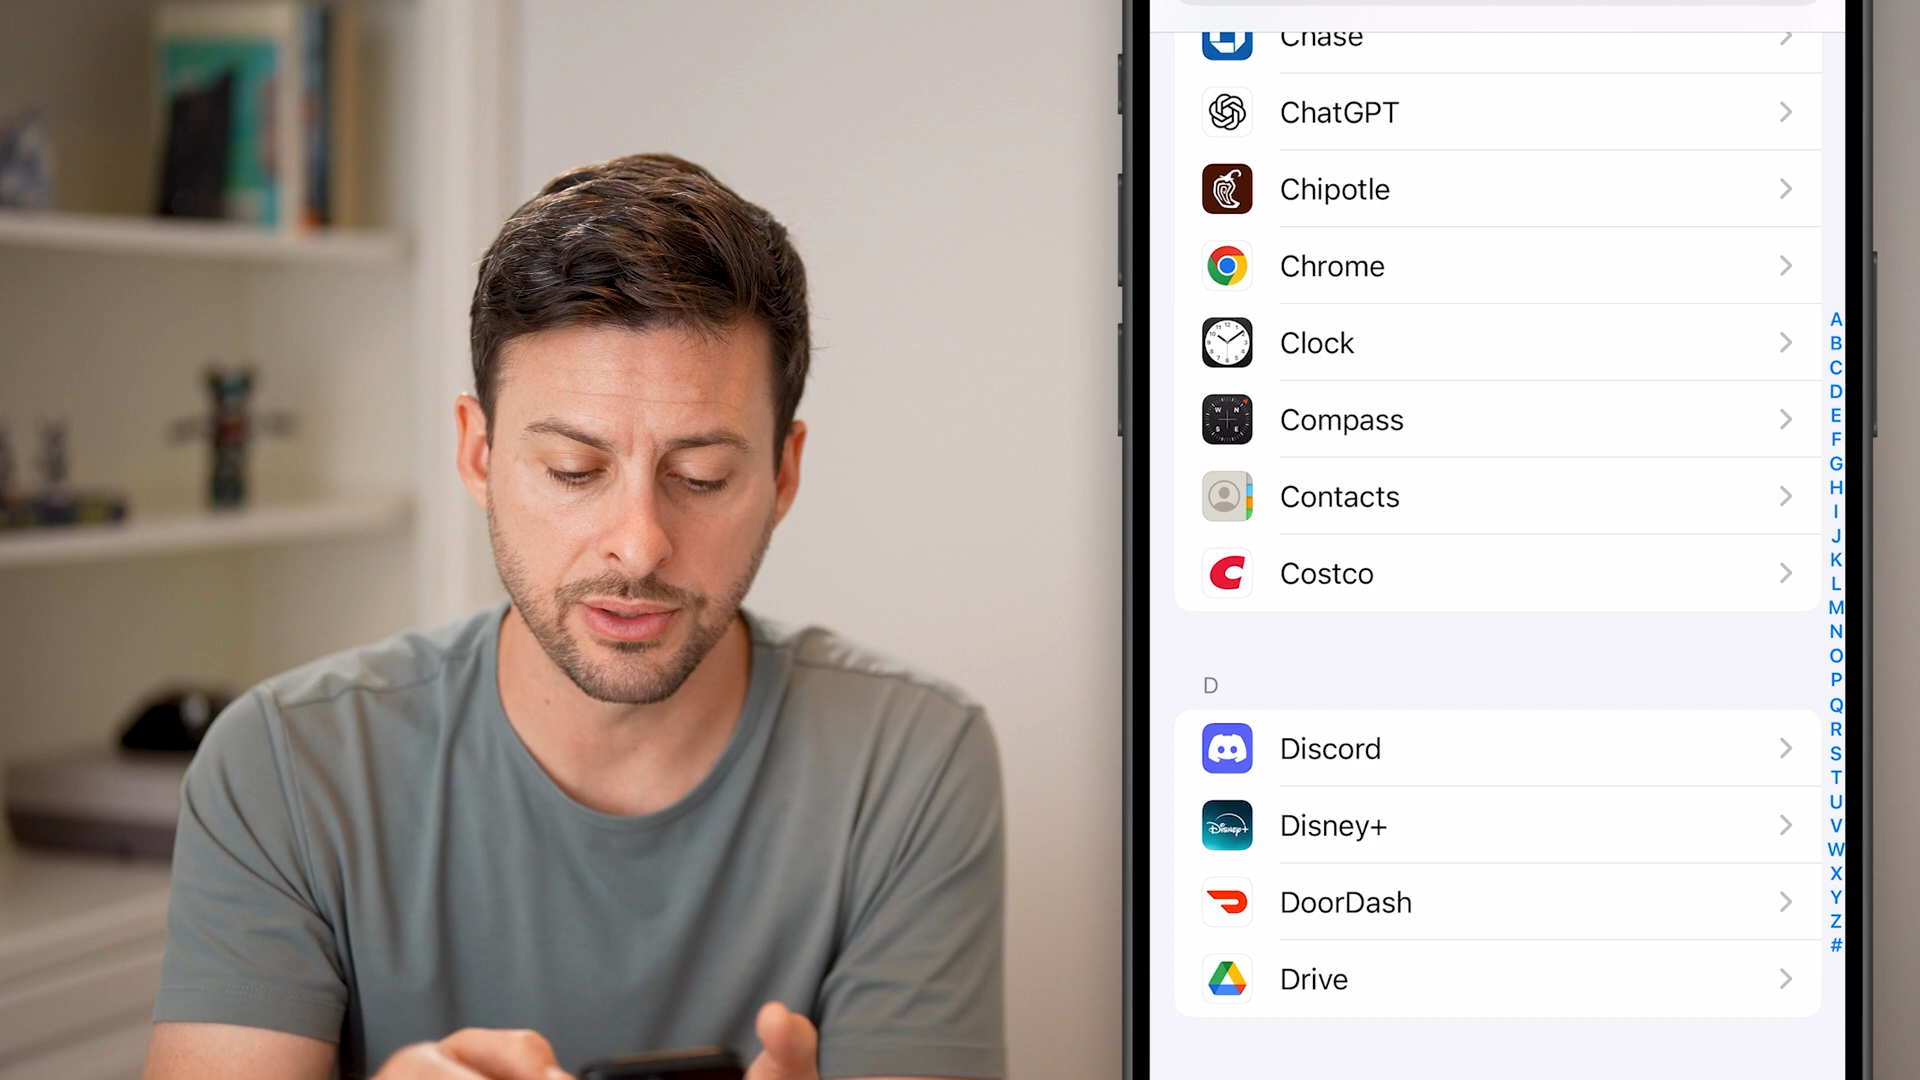 Chase
ChatGPT
Chipotle
Chrome
Clock
Compass
Contacts
Costco
D
Discord
Disney+
DoorDash
Drive
A
B
C
D
E
F
G
H
I
J
K
L
M
N
O
P
Q
R
S
T
U
V
W
X
Y
Z
#